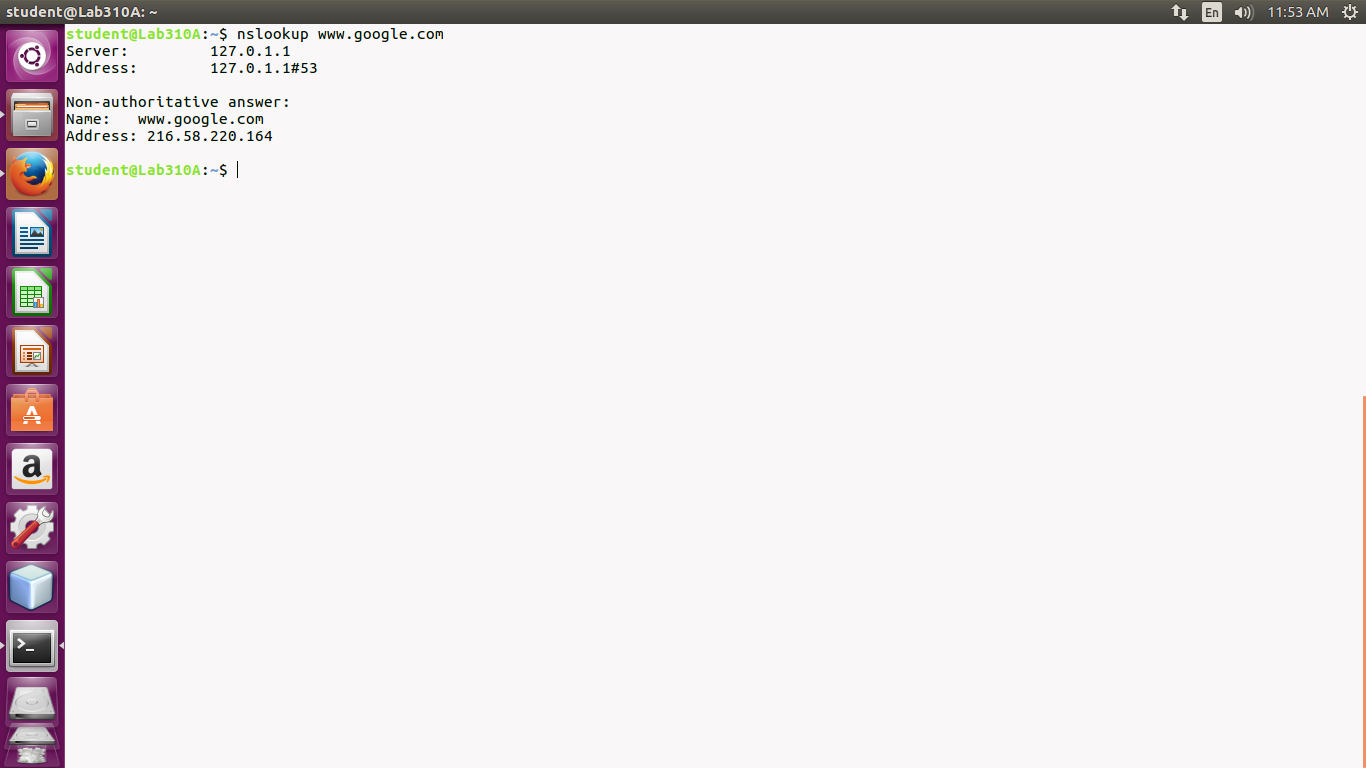 student@Lab310A: ~
En
11:53 AM
student@Lab310A:~$ nslookup www.google.com
Server:         127.0.1.1
Address:        127.0.1.1#53
Non-authoritative answer:
Name:   www.google.com
Address: 216.58.220.164
student@Lab310A:~$
A
a
>_